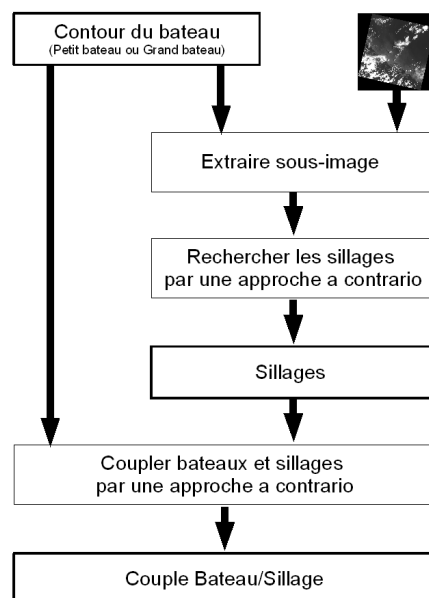 Contour du bateau
(Petit bateau ou Grand bateau)
Extraire sous-image
Rechercher les sillages
par une approche a contrario
Sillages
Coupler bateaux et sillages
par une approche a contrario
Couple Bateau/Sillage